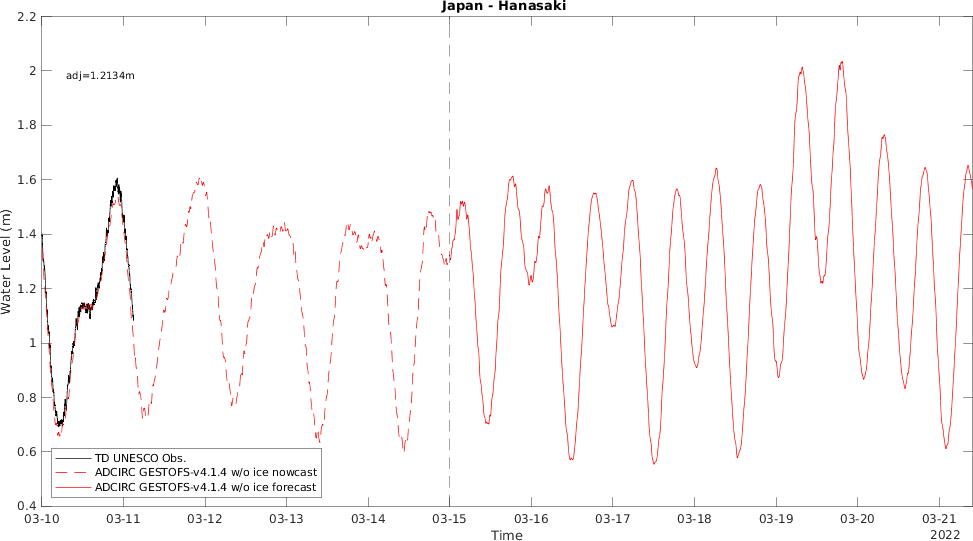 Japan - Hanasaki
2.2
2
1.8
1.6
1.4
1.2
1
0.8
0.6
0.4
Water Level (m)
adj=1.2134m
TD UNESCO Obs.
ADCIRC GESTOFS-v4.1.4 w/o ice nowcast
ADCIRC GESTOFS-v4.1.4 w/o ice forecast
03-10 03-11 03-12 03-13 03-14 03-15 03-16 03-17 03-18 03-19 03-20 03-21
Time
2022